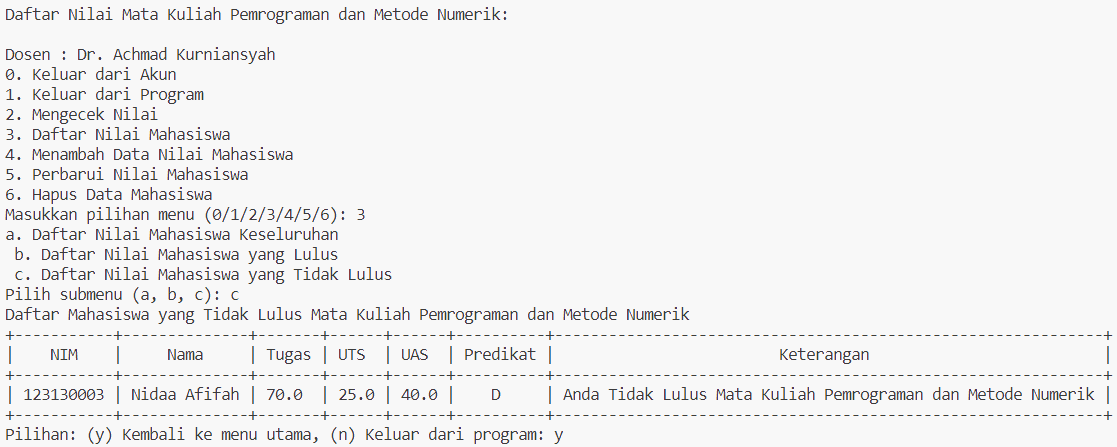 Daftar Nilai Mata Kuliah Pemrograman dan Metode Numerik:
Dosen : Dr. Achmad Kurniansyah
0. Keluar dari Akun
1. Keluar dari Program
2. Mengecek Nilai
3. Daftar Nilai Mahasiswa
4. Menambah Data Nilai Mahasiswa
5. Perbarui Nilai Mahasiswa
6. Hapus Data Mahasiswa
Masukkan pilihan menu (0/1/2/3/4/5/6): 3
a. Daftar Nilai Mahasiswa Keseluruhan
b. Daftar Nilai Mahasiswa yang Lulus
c. Daftar Nilai Mahasiswa yang Tidak Lulus
Pilih submenu (a, b, c): c
Daftar Mahasiswa yang Tidak Lulus Mata Kuliah Pemrograman dan Metode Numerik
+-----------+--------------+-------+------+------+----------+-------------------------------------------------------------+
| NIM | Nama | Tugas | UTS | UAS | Predikat | Keterangan |
+-----------+--------------+-------+------+------+----------+-------------------------------------------------------------+
| 123130003 | Nidaa Afifah | 70.0 | 25.0 | 40.0 | D | Anda Tidak Lulus Mata Kuliah Pemrograman dan Metode Numerik |
+-----------+--------------+-------+------+------+----------+-------------------------------------------------------------+
Pilihan: (y) Kembali ke menu utama, (n) Keluar dari program: y